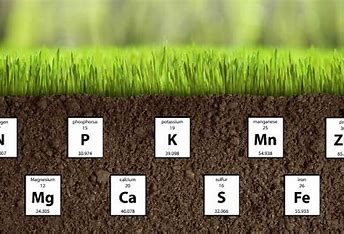 phosphorus
15
P
30.974
potassium
19
K
39.098
manganese
25
Mn
54.938
N
Z
Magnesium
12
Mg
24.305
calcium
20
Ca
40.078
sulfur
16
S
32.066
iron
26
Fe
55.933